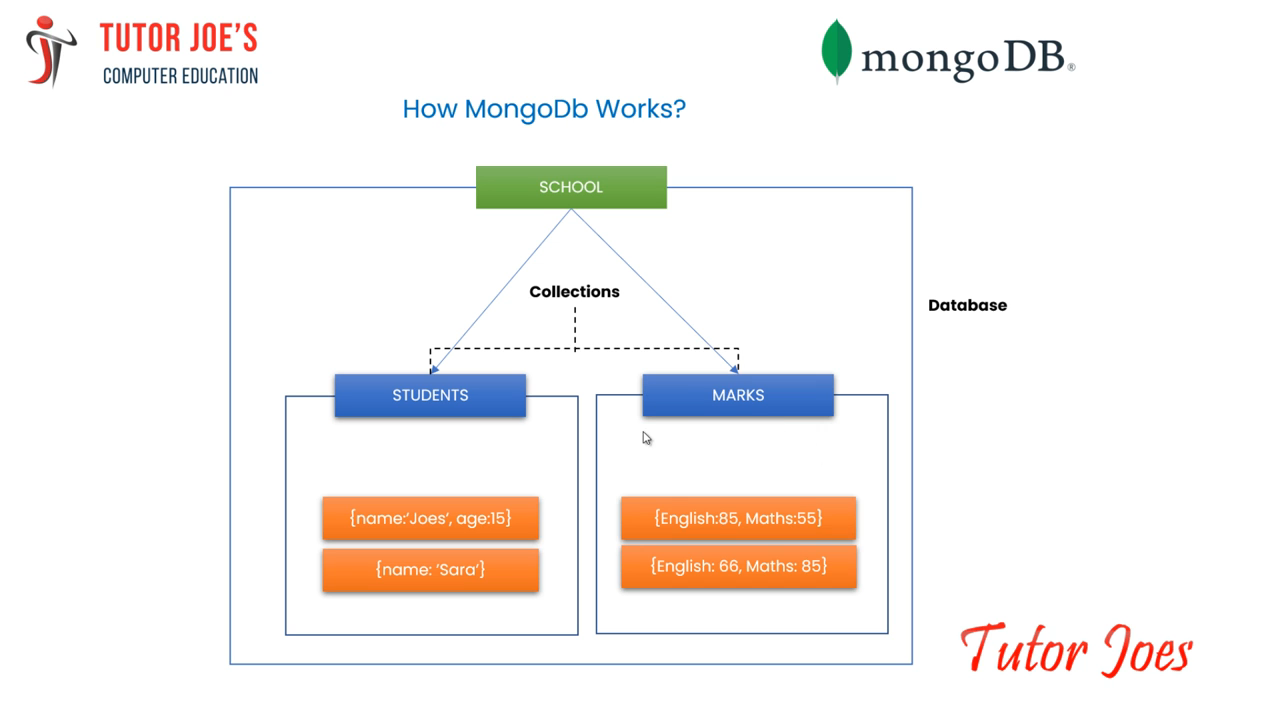 TUTOR JOE'S
COMPUTER EDUCATION
mongoDB®
How MongoDb Works?
SCHOOL
Collections
Database
STUDENTS
MARKS
{name:'Joes', age:15}
{English:85, Maths:55}
{name: 'Sara'}
{English: 66, Maths: 85}
Tutor Joes